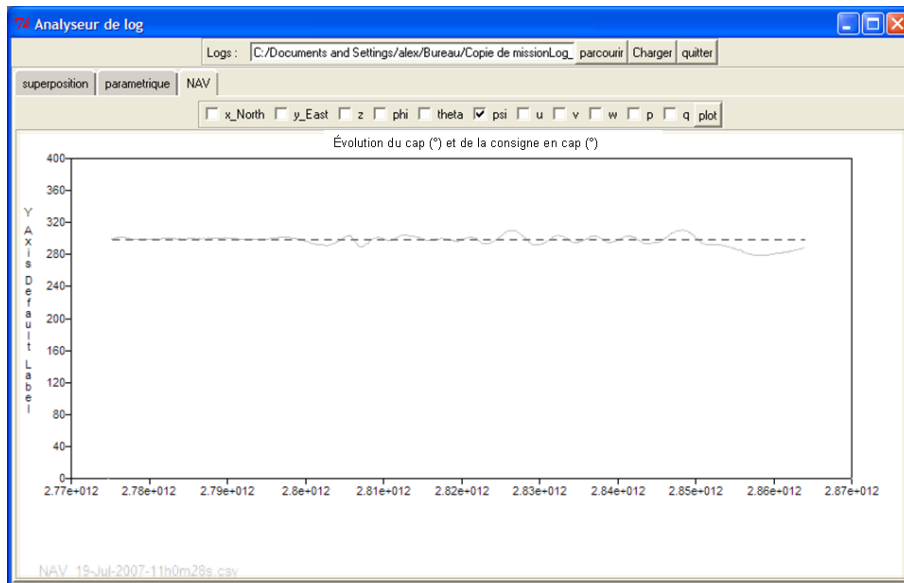 Analyseur de log
Logs : C:/Documents and Settings/alex/Bureau/Copie de missionLog_ parcourir Charger quitter
superposition parametrique NAV
x_North y_East z phi theta psi u v w p q plot
Évolution du cap (°) et de la consigne en cap (°)
400
360
320
280
240
200
160
120
80
40
0
Y Axis Default Label
2.77e+012 2.78e+012 2.79e+012 2.8e+012 2.81e+012 2.82e+012 2.83e+012 2.84e+012 2.85e+012 2.86e+012 2.87e+012
NAV_19-Jul-2007-11h0m28s.csv